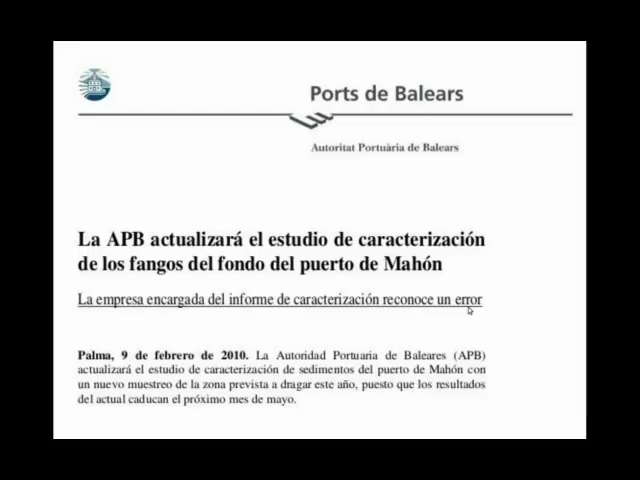 Ports de Balears
Autoritat Portuària de Balears
La APB actualizará el estudio de caracterización
de los fangos del fondo del puerto de Mahón
La empresa encargada del informe de caracterización reconoce un error
Palma, 9 de febrero de 2010. La Autoridad Portuaria de Baleares (APB)
actualizará el estudio de caracterización de sedimentos del puerto de Mahón con
un nuevo muestreo de la zona prevista a dragar este año, puesto que los resultados
del actual caducan el próximo mes de mayo.